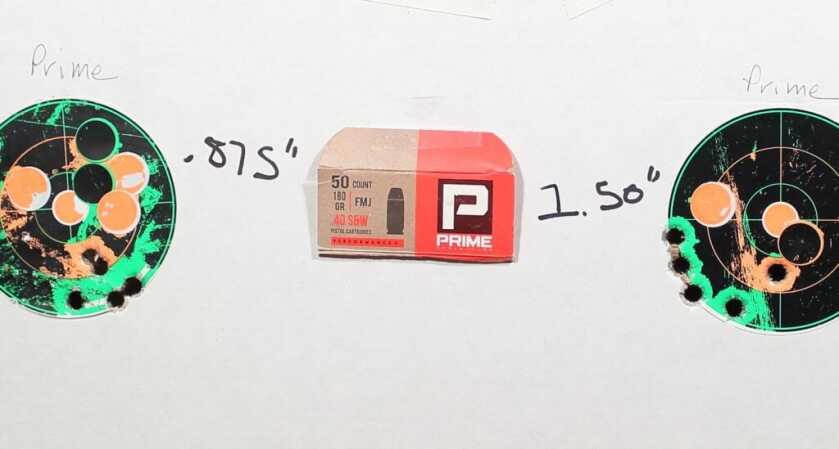 Prime
Prime
.875"
50 COUNT
180 GR FMJ
.40 S&W
PISTOL CARTRIDGES
PERFORMANCE
P
PRIME
1.50"